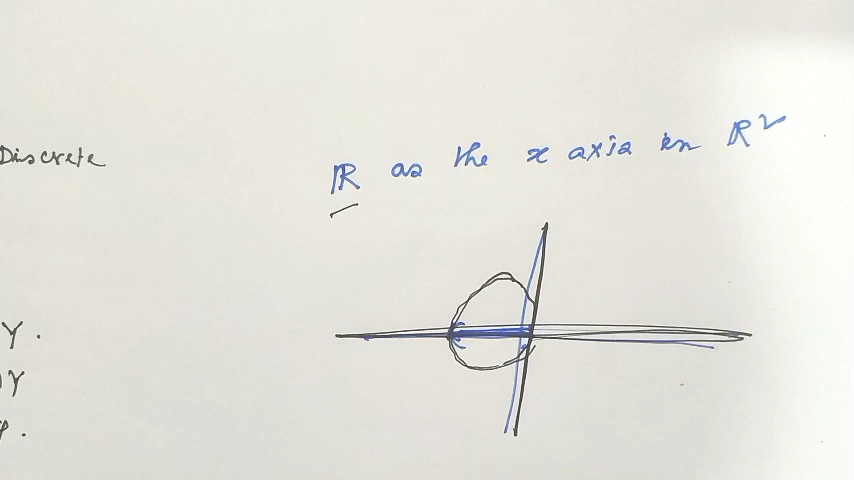 Discrete
ℝ as the x axis in ℝ²
Y.
Y